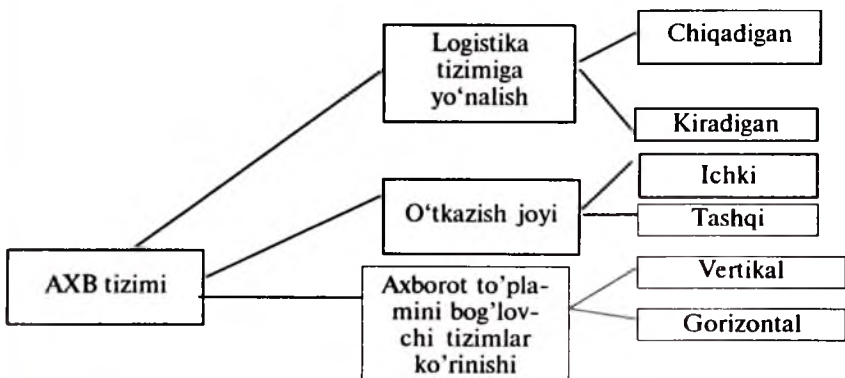 Logistika
tizimiga
yo‘nalish
Chiqadigan
Kiradigan
O‘tkazish joyi
Ichki
Tashqi
AXB tizimi
Axborot to’pla-
mini bog’lov-
chi tizimlar
ko’rinishi
Vertikal
Gorizontal